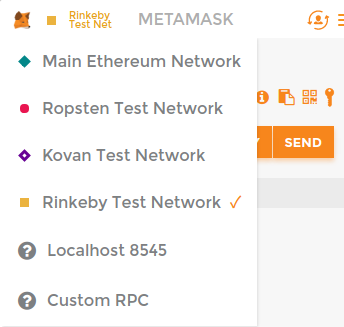 Rinkeby
Test Net
METAMASK
Main Ethereum Network
Ropsten Test Network
Kovan Test Network
Rinkeby Test Network
Localhost 8545
Custom RPC
SEND